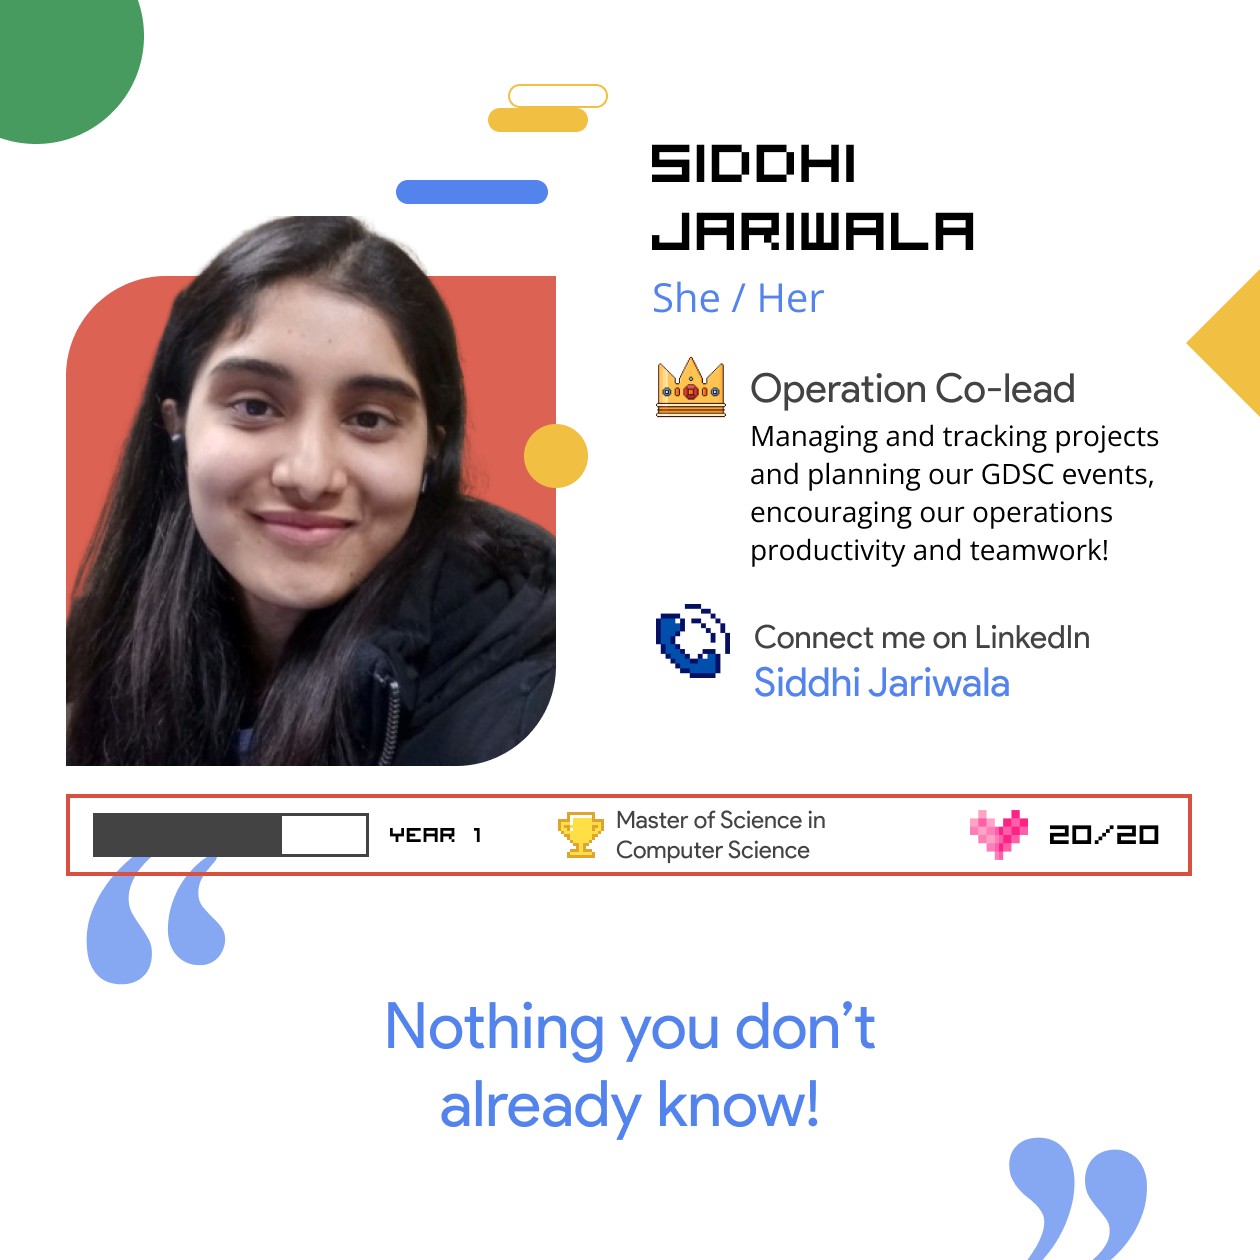 SIDDHI
JARIWALA
She / Her
Operation Co-lead
Managing and tracking projects
and planning our GDSC events,
encouraging our operations
productivity and teamwork!
Connect me on LinkedIn
Siddhi Jariwala
YEAR 1
Master of Science in
Computer Science
20/20
“
Nothing you don’t
already know!
”